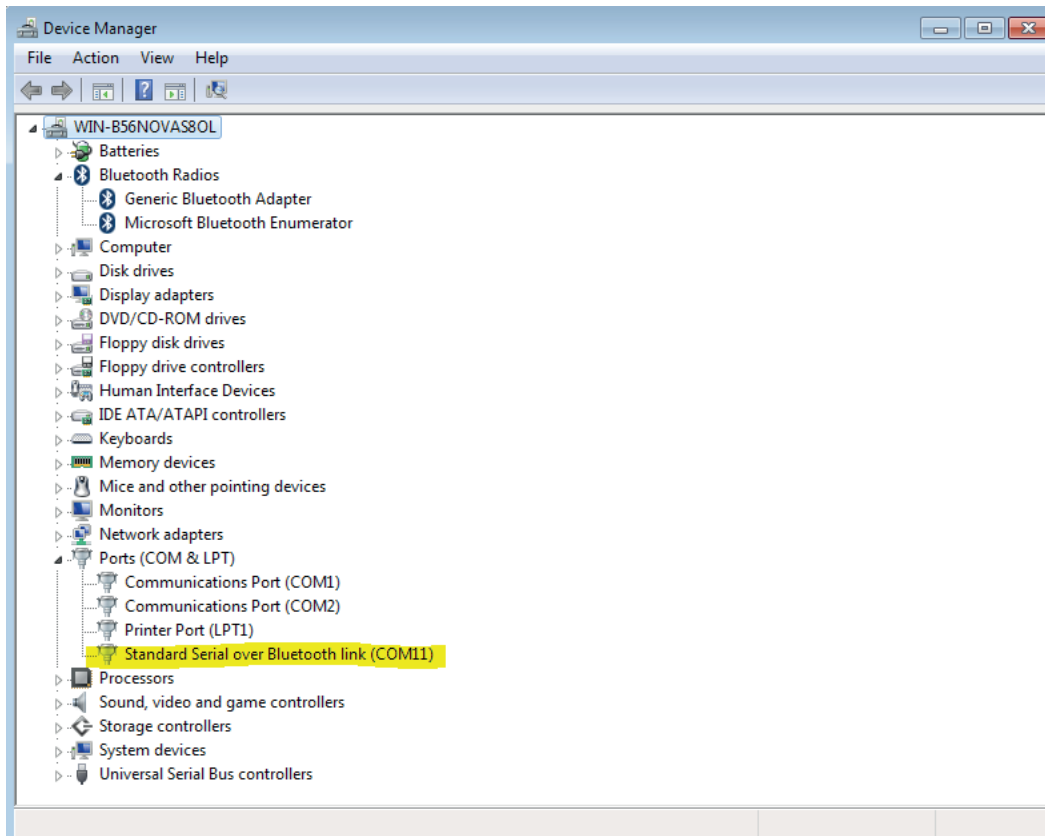 Device Manager
File Action View Help
WIN-B56NOVAS8OL
Batteries
Bluetooth Radios
Generic Bluetooth Adapter
Microsoft Bluetooth Enumerator
Computer
Disk drives
Display adapters
DVD/CD-ROM drives
Floppy disk drives
Floppy drive controllers
Human Interface Devices
IDE ATA/ATAPI controllers
Keyboards
Memory devices
Mice and other pointing devices
Monitors
Network adapters
Ports (COM & LPT)
Communications Port (COM1)
Communications Port (COM2)
Printer Port (LPT1)
Standard Serial over Bluetooth link (COM11)
Processors
Sound, video and game controllers
Storage controllers
System devices
Universal Serial Bus controllers